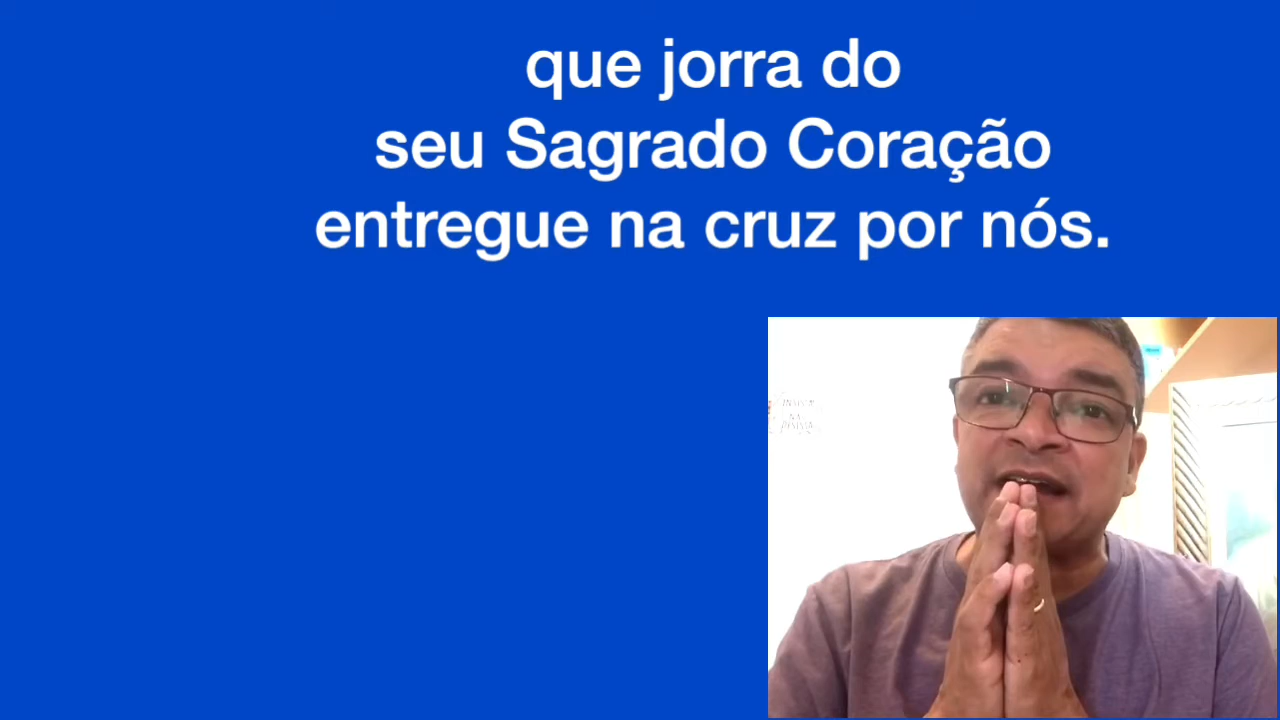 que jorra do
seu Sagrado Coração
entregue na cruz por nós.